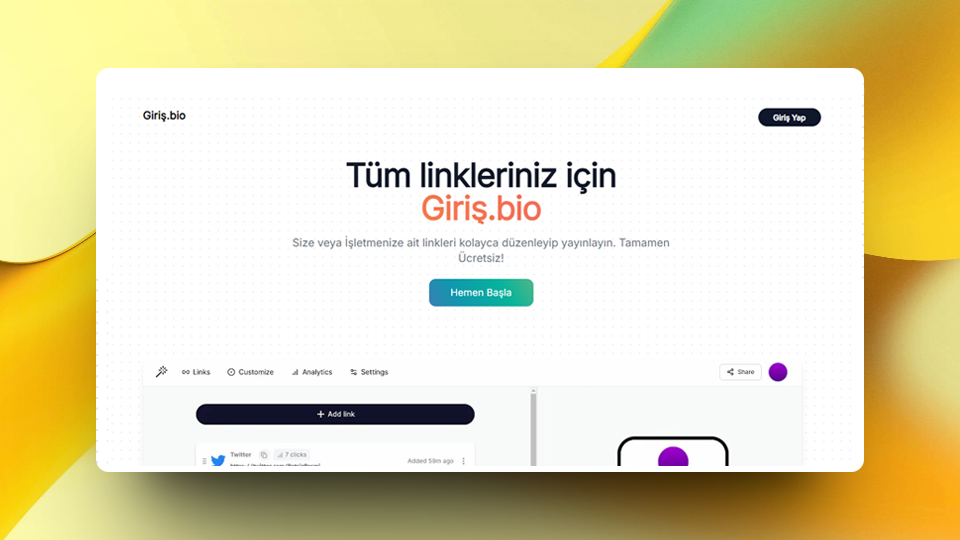 Giriş.bio
Giriş Yap
Tüm linkleriniz için
Giriş.bio
Size veya İşletmenize ait linkleri kolayca düzenleyip yayınlayın. Tamamen
Ücretsiz!
Hemen Başla
Links
Customize
Analytics
Settings
Share
+ Add link
Twitter
7 clicks
Added 59m ago